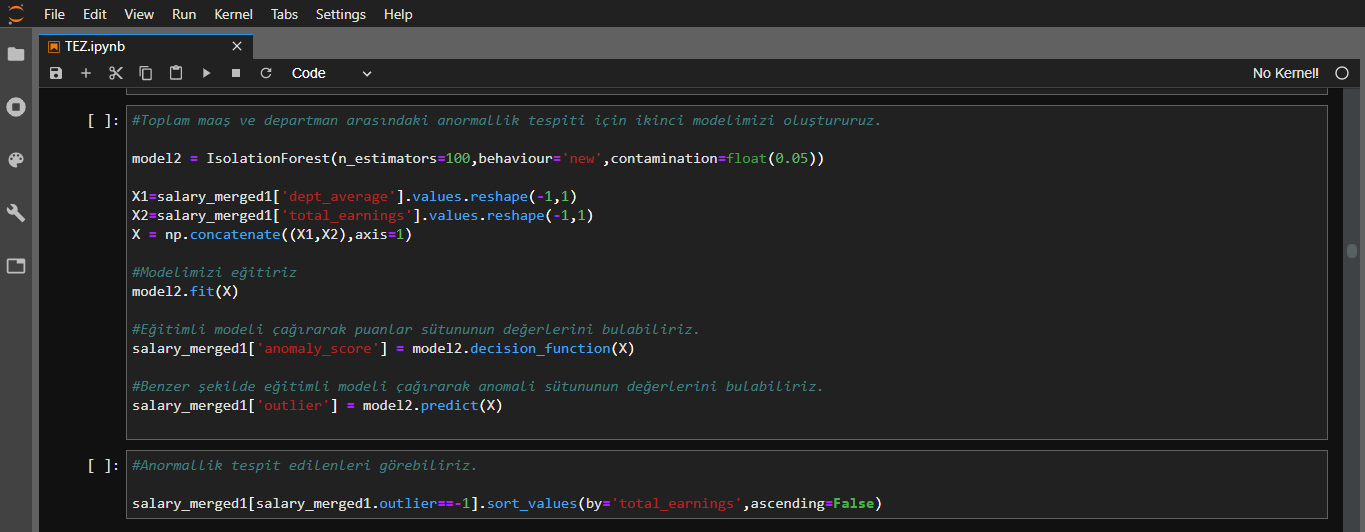 File Edit View Run Kernel Tabs Settings Help
TEZ.ipynb
Code
No Kernel!
[ ]:
#Toplam maaş ve departman arasındaki anormallik tespiti için ikinci modelimizi oluştururuz.
model2 = IsolationForest(n_estimators=100,behaviour='new',contamination=float(0.05))
X1=salary_merged1['dept_average'].values.reshape(-1,1)
X2=salary_merged1['total_earnings'].values.reshape(-1,1)
X = np.concatenate((X1,X2),axis=1)
#Modelimizi eğitiriz
model2.fit(X)
#Eğitimli modeli çağırarak puanlar sütununun değerlerini bulabiliriz.
salary_merged1['anomaly_score'] = model2.decision_function(X)
#Benzer şekilde eğitimli modeli çağırarak anomali sütununun değerlerini bulabiliriz.
salary_merged1['outlier'] = model2.predict(X)
[ ]:
#Anormallik tespit edilenleri görebiliriz.
salary_merged1[salary_merged1.outlier==-1].sort_values(by='total_earnings',ascending=False)